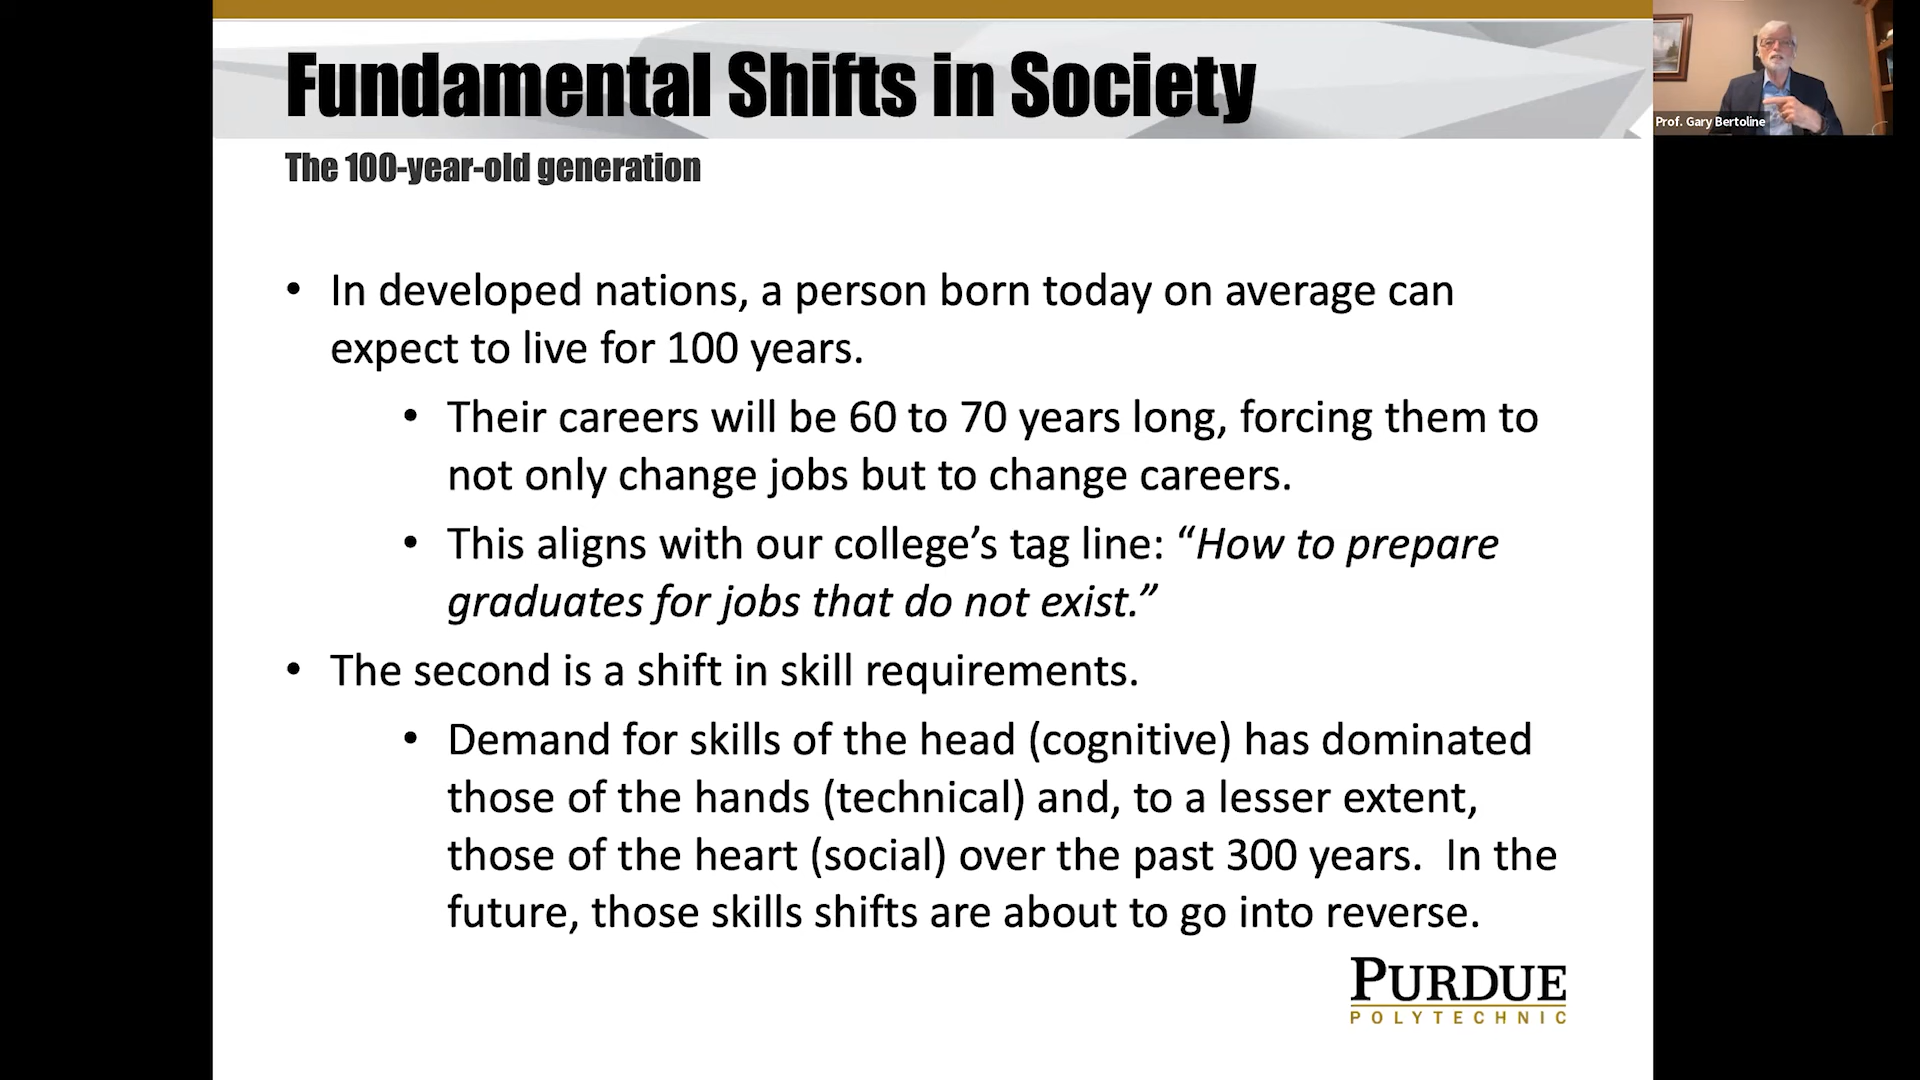 Fundamental Shifts in Society
Prof. Gary Bertoline
The 100-year-old generation
• In developed nations, a person born today on average can
expect to live for 100 years.
• Their careers will be 60 to 70 years long, forcing them to
not only change jobs but to change careers.
• This aligns with our college’s tag line: “How to prepare
graduates for jobs that do not exist.”
• The second is a shift in skill requirements.
• Demand for skills of the head (cognitive) has dominated
those of the hands (technical) and, to a lesser extent,
those of the heart (social) over the past 300 years.  In the
future, those skills shifts are about to go into reverse.
PURDUE
POLYTECHNIC